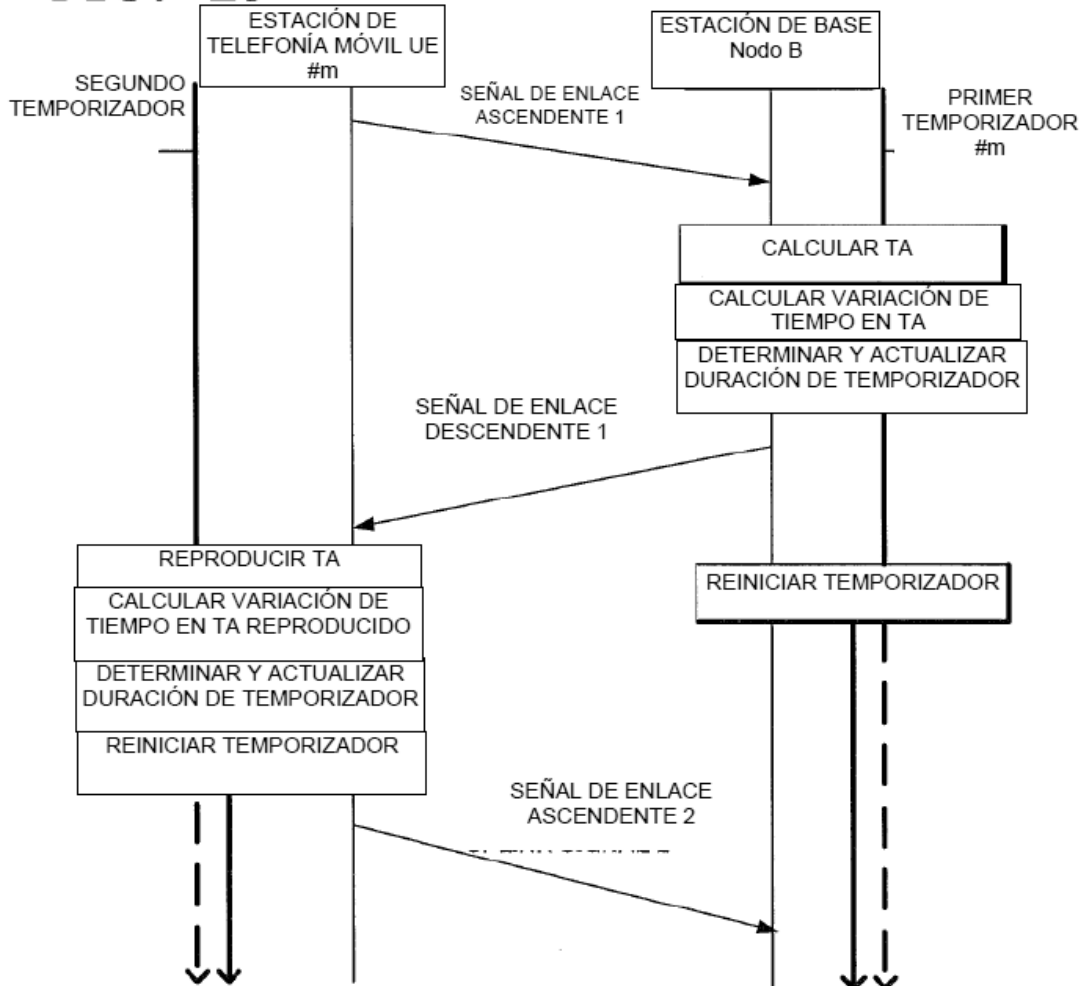 ESTACIÓN DE
TELEFONÍA MÓVIL UE
#m
ESTACIÓN DE BASE
Nodo B
SEGUNDO
TEMPORIZADOR
SEÑAL DE ENLACE
ASCENDENTE 1
PRIMER
TEMPORIZADOR
#m
CALCULAR TA
CALCULAR VARIACIÓN DE
TIEMPO EN TA
DETERMINAR Y ACTUALIZAR
DURACIÓN DE TEMPORIZADOR
SEÑAL DE ENLACE
DESCENDENTE 1
REPRODUCIR TA
CALCULAR VARIACIÓN DE
TIEMPO EN TA REPRODUCIDO
DETERMINAR Y ACTUALIZAR
DURACIÓN DE TEMPORIZADOR
REINICIAR TEMPORIZADOR
REINICIAR TEMPORIZADOR
SEÑAL DE ENLACE
ASCENDENTE 2